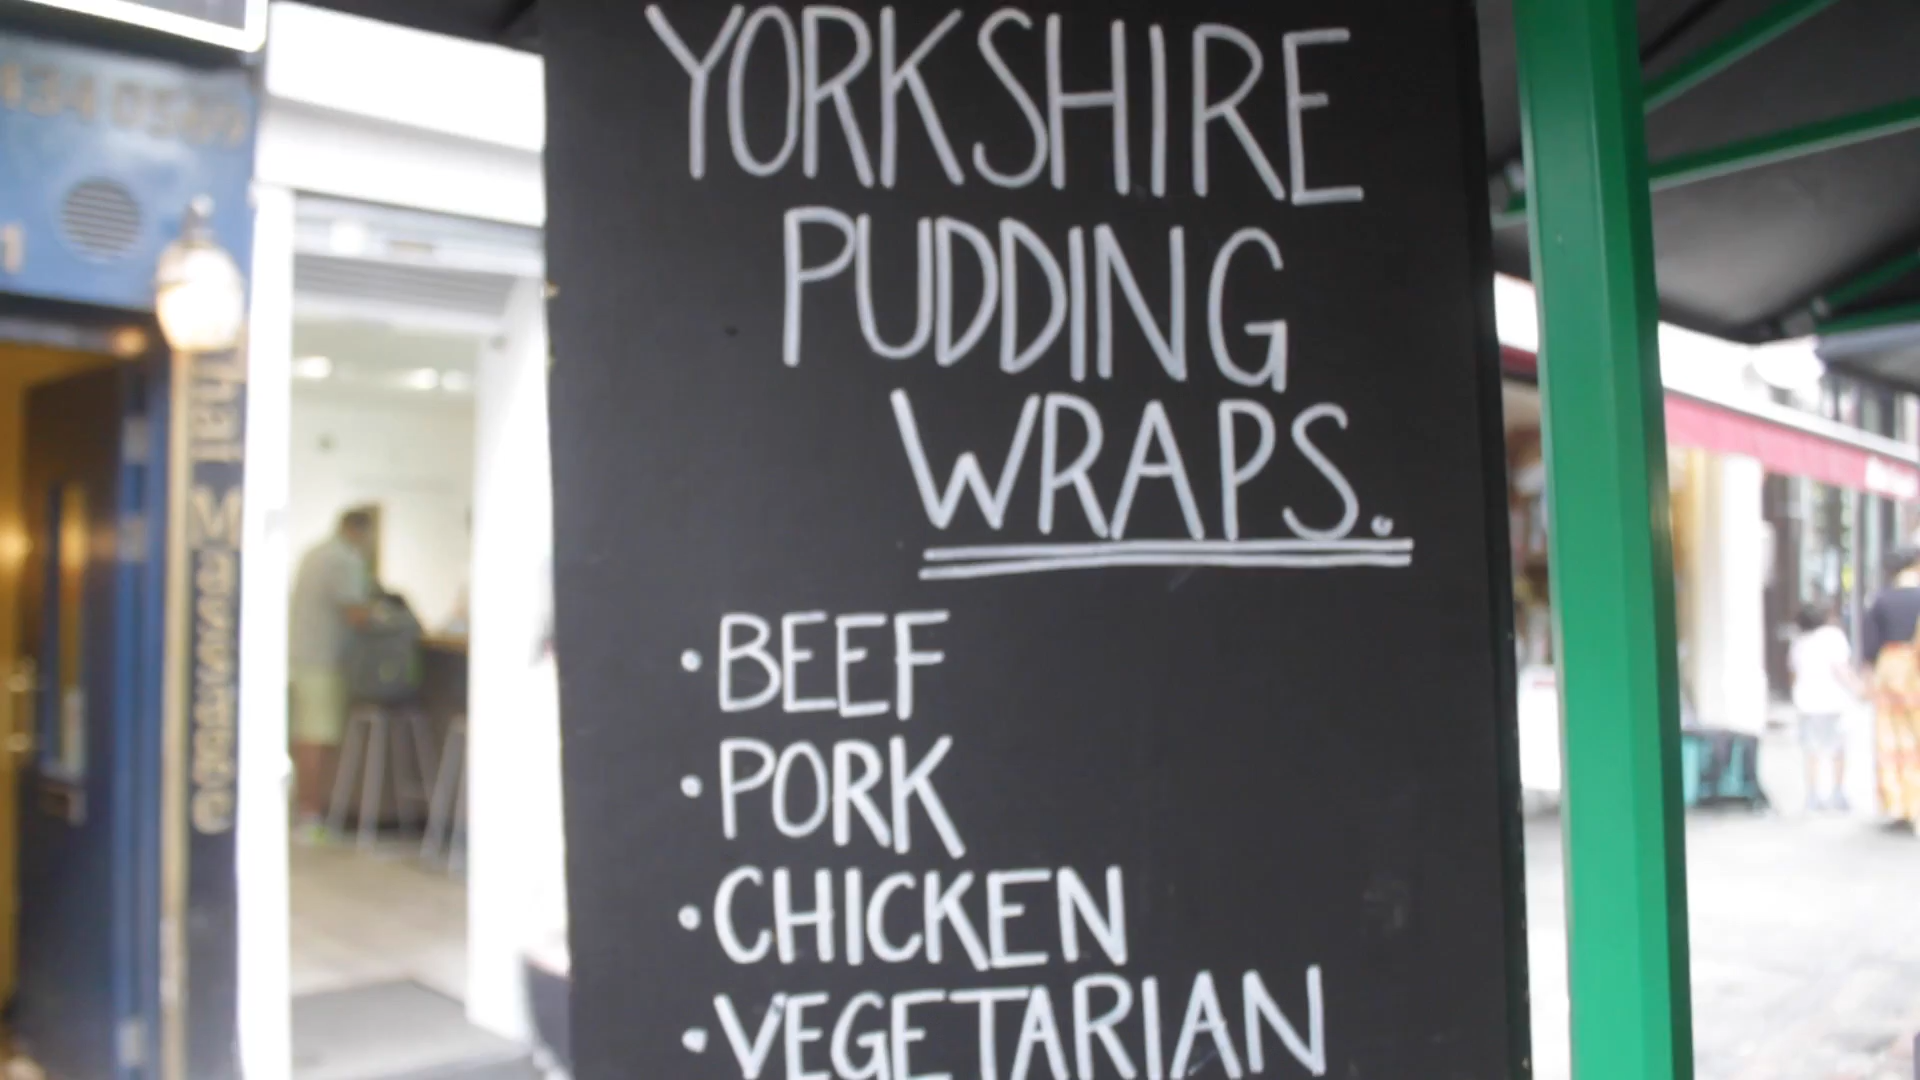 YORKSHIRE
PUDDING
WRAPS.
• BEEF
• PORK
• CHICKEN
• VEGETARIAN